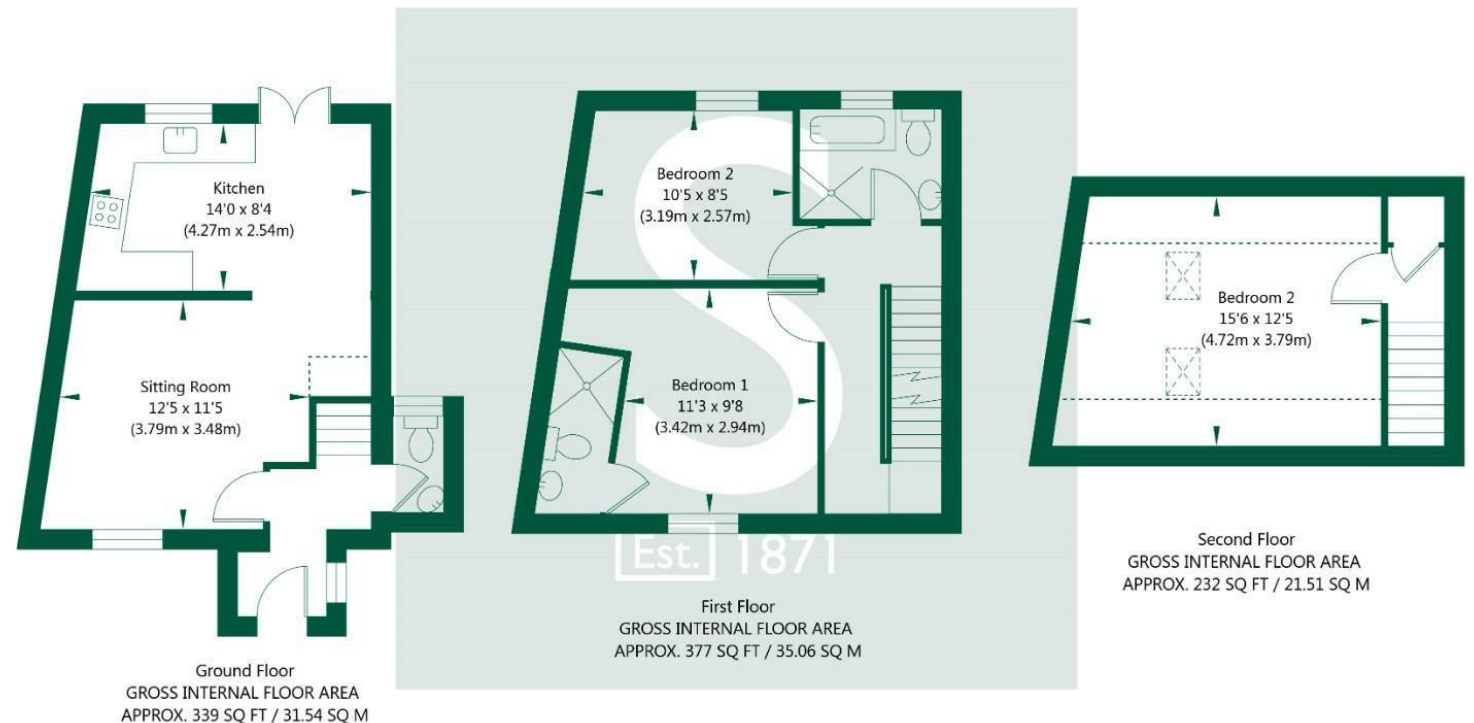 Kitchen
14'0 x 8'4
(4.27m x 2.54m)
Sitting Room
12'5 x 11'5
(3.79m x 3.48m)
Ground Floor
GROSS INTERNAL FLOOR AREA
APPROX. 339 SQ FT / 31.54 SQ M
Bedroom 2
10'5 x 8'5
(3.19m x 2.57m)
Bedroom 1
11'3 x 9'8
(3.42m x 2.94m)
S
Est. 1871
First Floor
GROSS INTERNAL FLOOR AREA
APPROX. 377 SQ FT / 35.06 SQ M
Bedroom 2
15'6 x 12'5
(4.72m x 3.79m)
Second Floor
GROSS INTERNAL FLOOR AREA
APPROX. 232 SQ FT / 21.51 SQ M